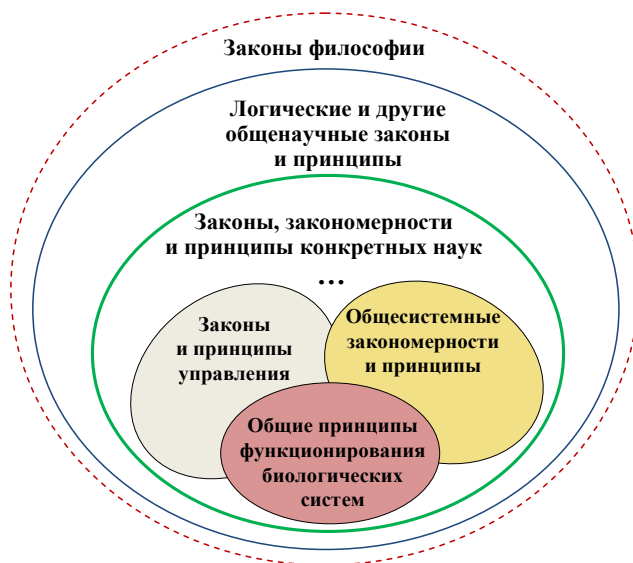 Законы философии
Логические и другие
общенаучные законы
и принципы
Законы, закономерности
и принципы конкретных наук
...
Законы
и принципы
управления
Общесистемные
закономерности
и принципы
Общие принципы
функционирования
биологических
систем